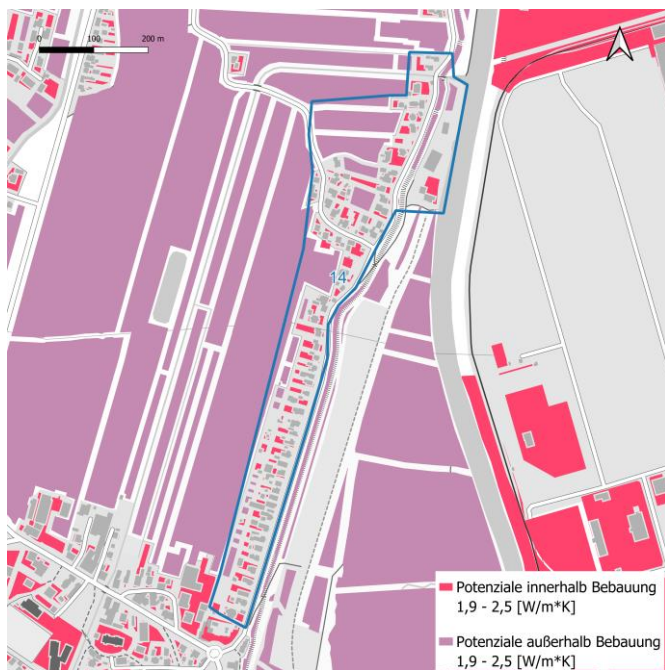 0 100 200 m
14
Potenziale innerhalb Bebauung
1,9 - 2,5 [W/m*K]
Potenziale außerhalb Bebauung
1,9 - 2,5 [W/m*K]